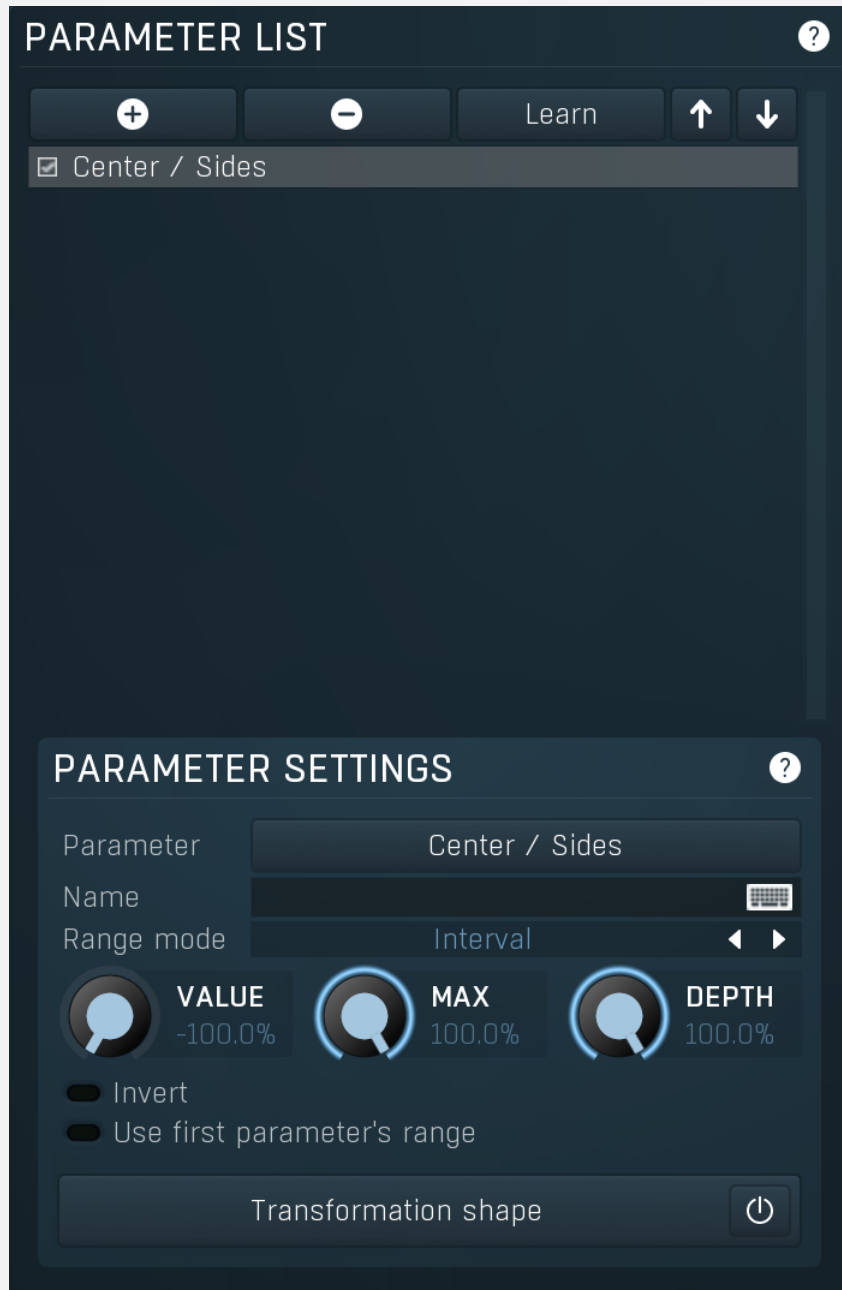 PARAMETER LIST ?
Learn
Center / Sides
PARAMETER SETTINGS ?
Parameter Center / Sides
Name
Range mode Interval
VALUE MAX DEPTH
-100.0% 100.0% 100.0%
Invert
Use first parameter's range
Transformation shape